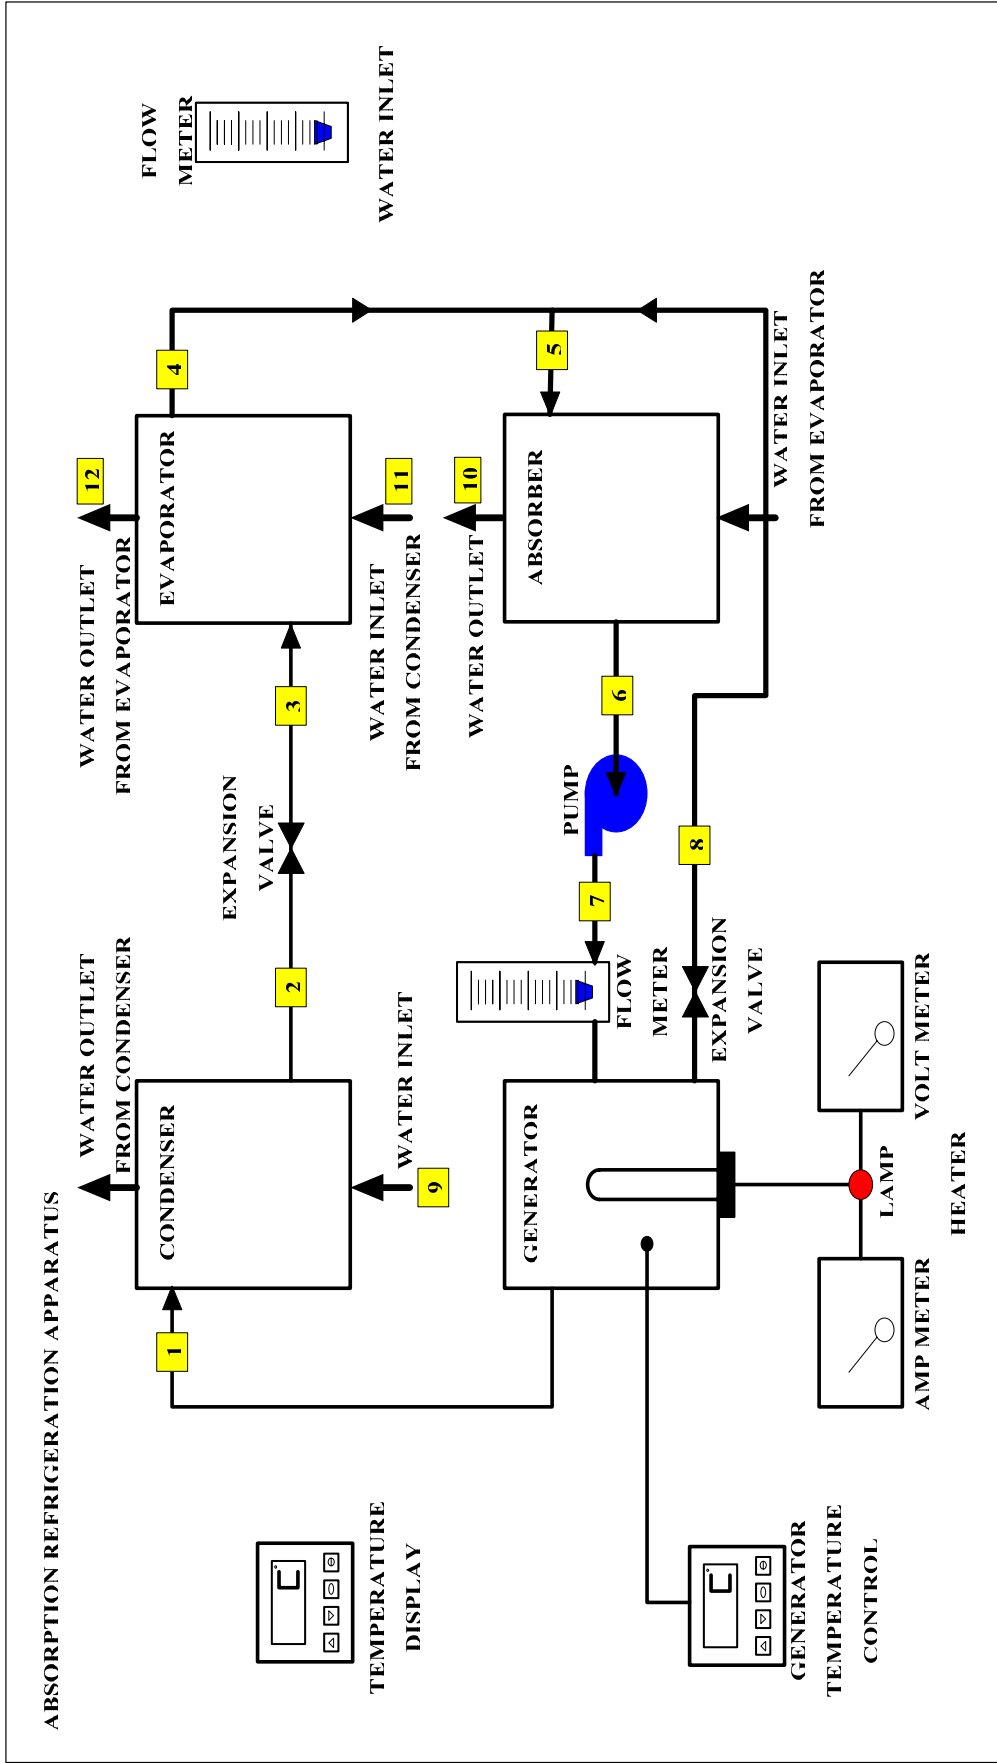 ABSORPTION REFRIGERATION APPARATUS
WATER OUTLET
FROM CONDENSER
WATER OUTLET
FROM EVAPORATOR
12
1
CONDENSER
2
EXPANSION
VALVE
3
EVAPORATOR
4
FLOW
METER
TEMPERATURE
DISPLAY
C
9
WATER INLET
WATER INLET
FROM CONDENSER
11
WATER INLET
WATER OUTLET
10
GENERATOR
FLOW
METER
7
PUMP
6
ABSORBER
5
EXPANSION
VALVE
8
WATER INLET
FROM EVAPORATOR
C
GENERATOR
TEMPERATURE
CONTROL
AMP METER
LAMP
VOLT METER
HEATER